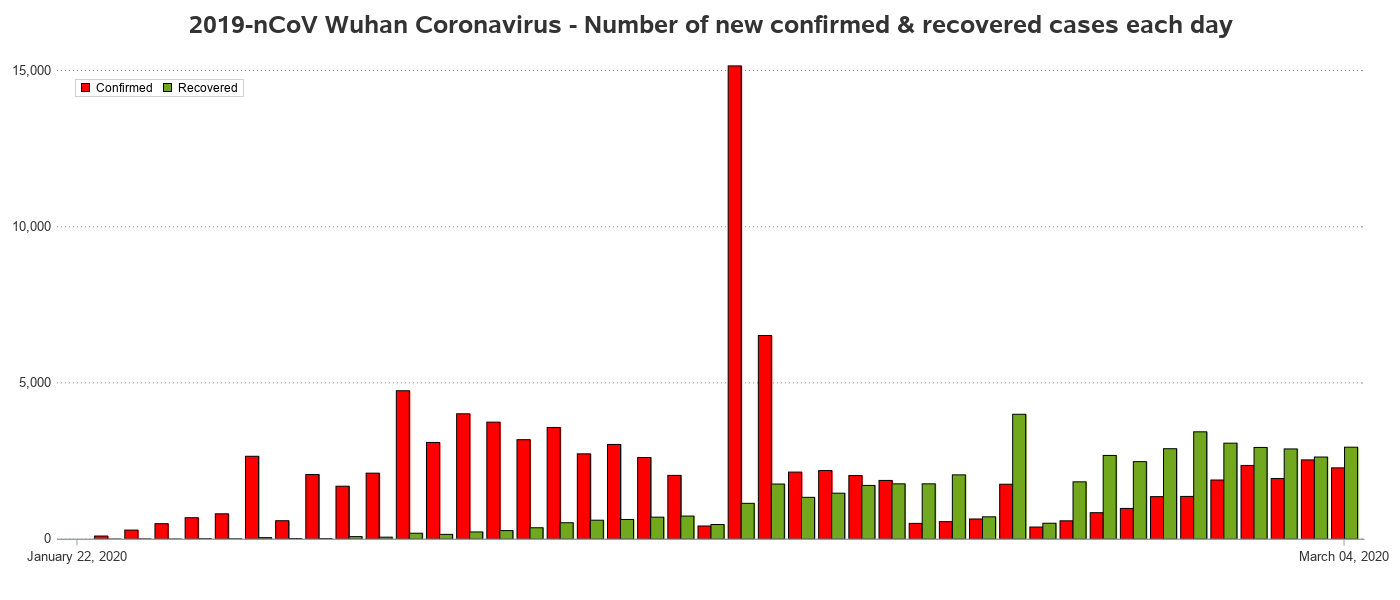 2019-nCoV Wuhan Coronavirus - Number of new confirmed & recovered cases each day
15,000
Confirmed Recovered
10,000
5,000
0
January 22, 2020 March 04, 2020